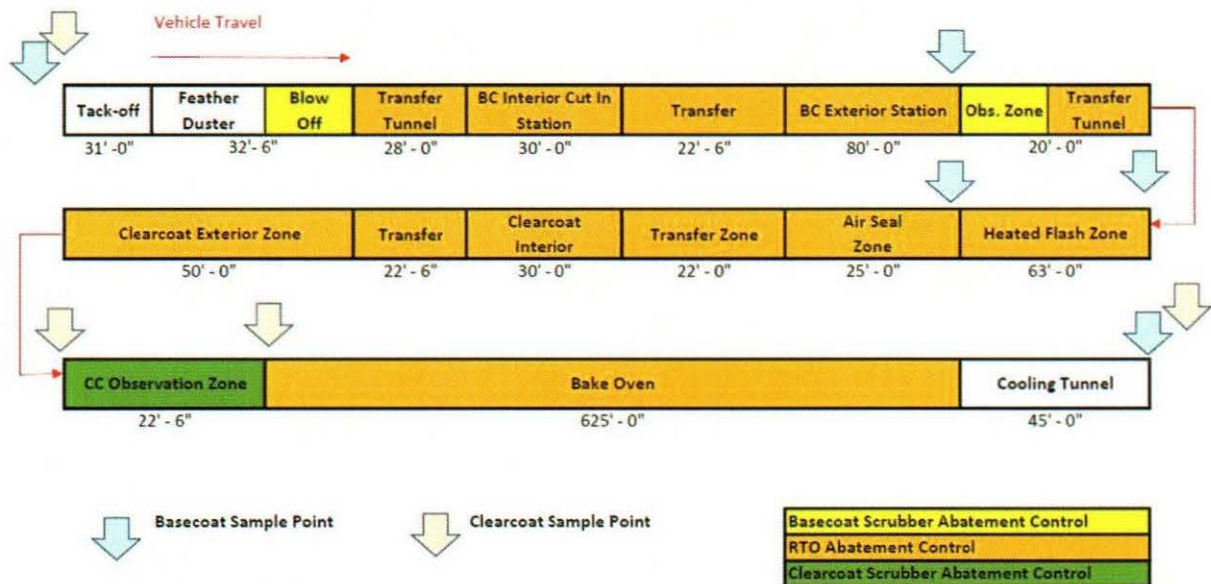 Vehicle Travel
Tack-off
Feather
Duster
Blow
Off
Transfer
Tunnel
BC Interior Cut In
Station
Transfer
BC Exterior Station
Obs. Zone
Transfer
Tunnel
31' -0"
32'- 6"
28' - 0"
30' - 0"
22' - 6"
80' - 0"
20' - 0"
Clearcoat Exterior Zone
Transfer
Clearcoat
Interior
Transfer Zone
Air Seal
Zone
Heated Flash Zone
50' - 0"
22' - 6"
30' - 0"
22' - 0"
25' - 0"
63' - 0"
CC Observation Zone
Bake Oven
Cooling Tunnel
22' - 6"
625' - 0"
45' - 0"
Basecoat Sample Point
Clearcoat Sample Point
Basecoat Scrubber Abatement Control
RTO Abatement Control
Clearcoat Scrubber Abatement Control